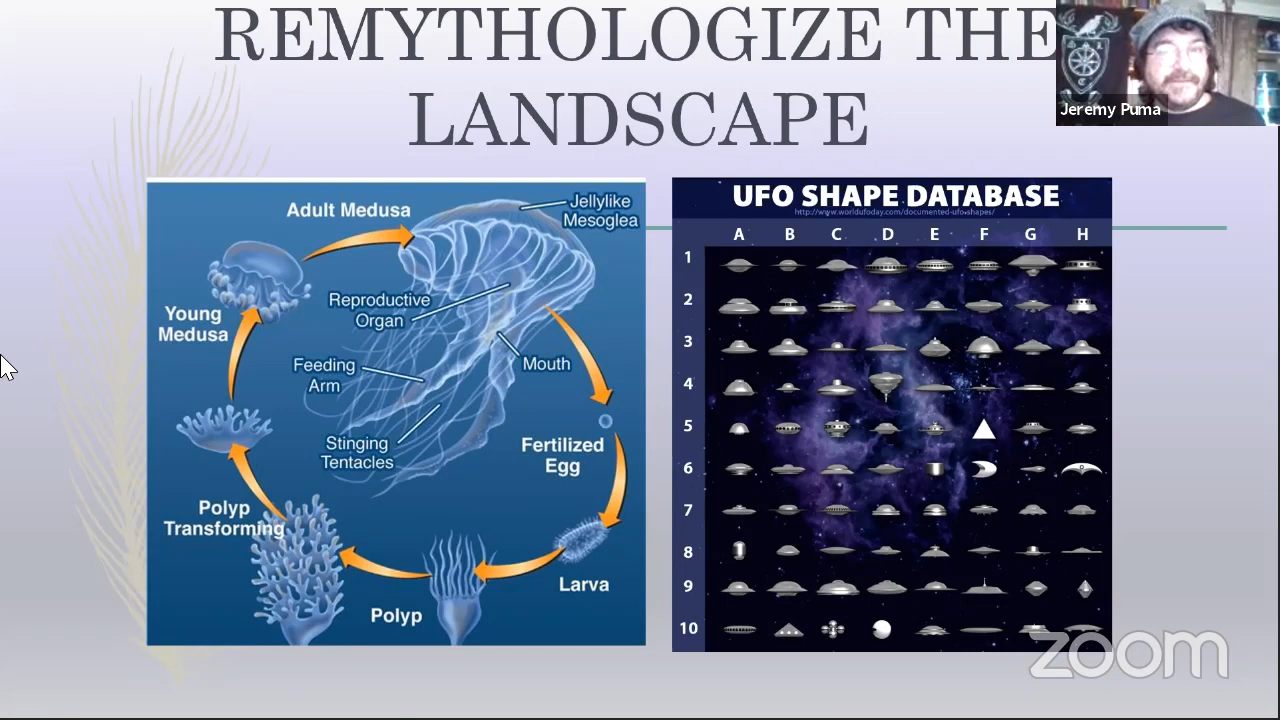 REMYTHOLOGIZE THE
LANDSCAPE
Jeremy Puma
Adult Medusa
Jellylike
Mesoglea
Young
Medusa
Reproductive
Organ
Feeding
Arm
Mouth
Stinging
Tentacles
Fertilized
Egg
Polyp
Transforming
Larva
Polyp
UFO SHAPE DATABASE
http://www.worldufotoday.com/documented-ufo-shapes/
A B C D E F G H
1
2
3
4
5
6
7
8
9
10
zoom